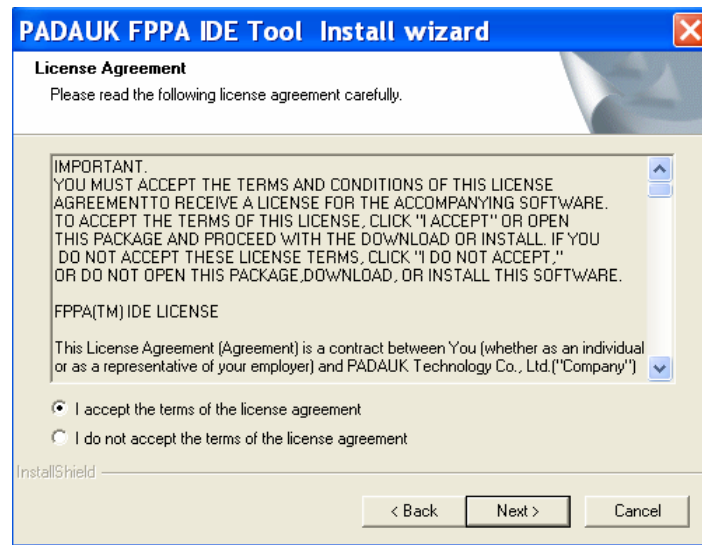 PADAUK FPPA IDE Tool  Install wizard
License Agreement
Please read the following license agreement carefully.
IMPORTANT.
YOU MUST ACCEPT THE TERMS AND CONDITIONS OF THIS LICENSE
AGREEMENTTO RECEIVE A LICENSE FOR THE ACCOMPANYING SOFTWARE.
TO ACCEPT THE TERMS OF THIS LICENSE, CLICK "I ACCEPT" OR OPEN
THIS PACKAGE AND PROCEED WITH THE DOWNLOAD OR INSTALL. IF YOU
DO NOT ACCEPT THESE LICENSE TERMS, CLICK "I DO NOT ACCEPT,"
OR DO NOT OPEN THIS PACKAGE,DOWNLOAD, OR INSTALL THIS SOFTWARE.
FPPA(TM) IDE LICENSE
This License Agreement (Agreement) is a contract between You (whether as an individual
or as a representative of your employer) and PADAUK Technology Co., Ltd.("Company")
I accept the terms of the license agreement
I do not accept the terms of the license agreement
InstallShield
< Back
Next >
Cancel